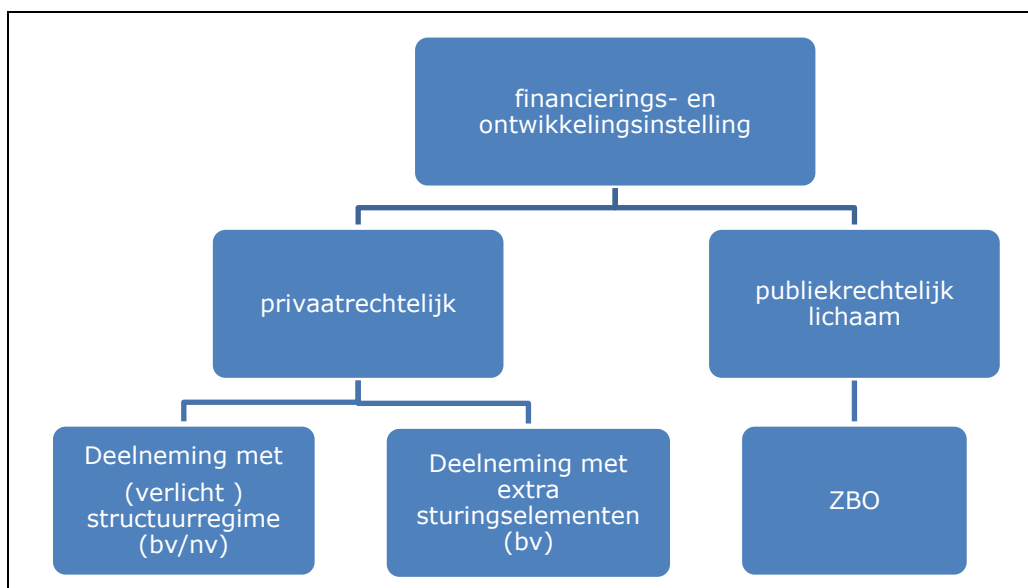 financierings- en
ontwikkelingsinstelling
privaatrechtelijk
publiekrechtelijk
lichaam
Deelneming met
(verlicht )
structuurregime
(bv/nv)
Deelneming met
extra
sturingselementen
(bv)
ZBO